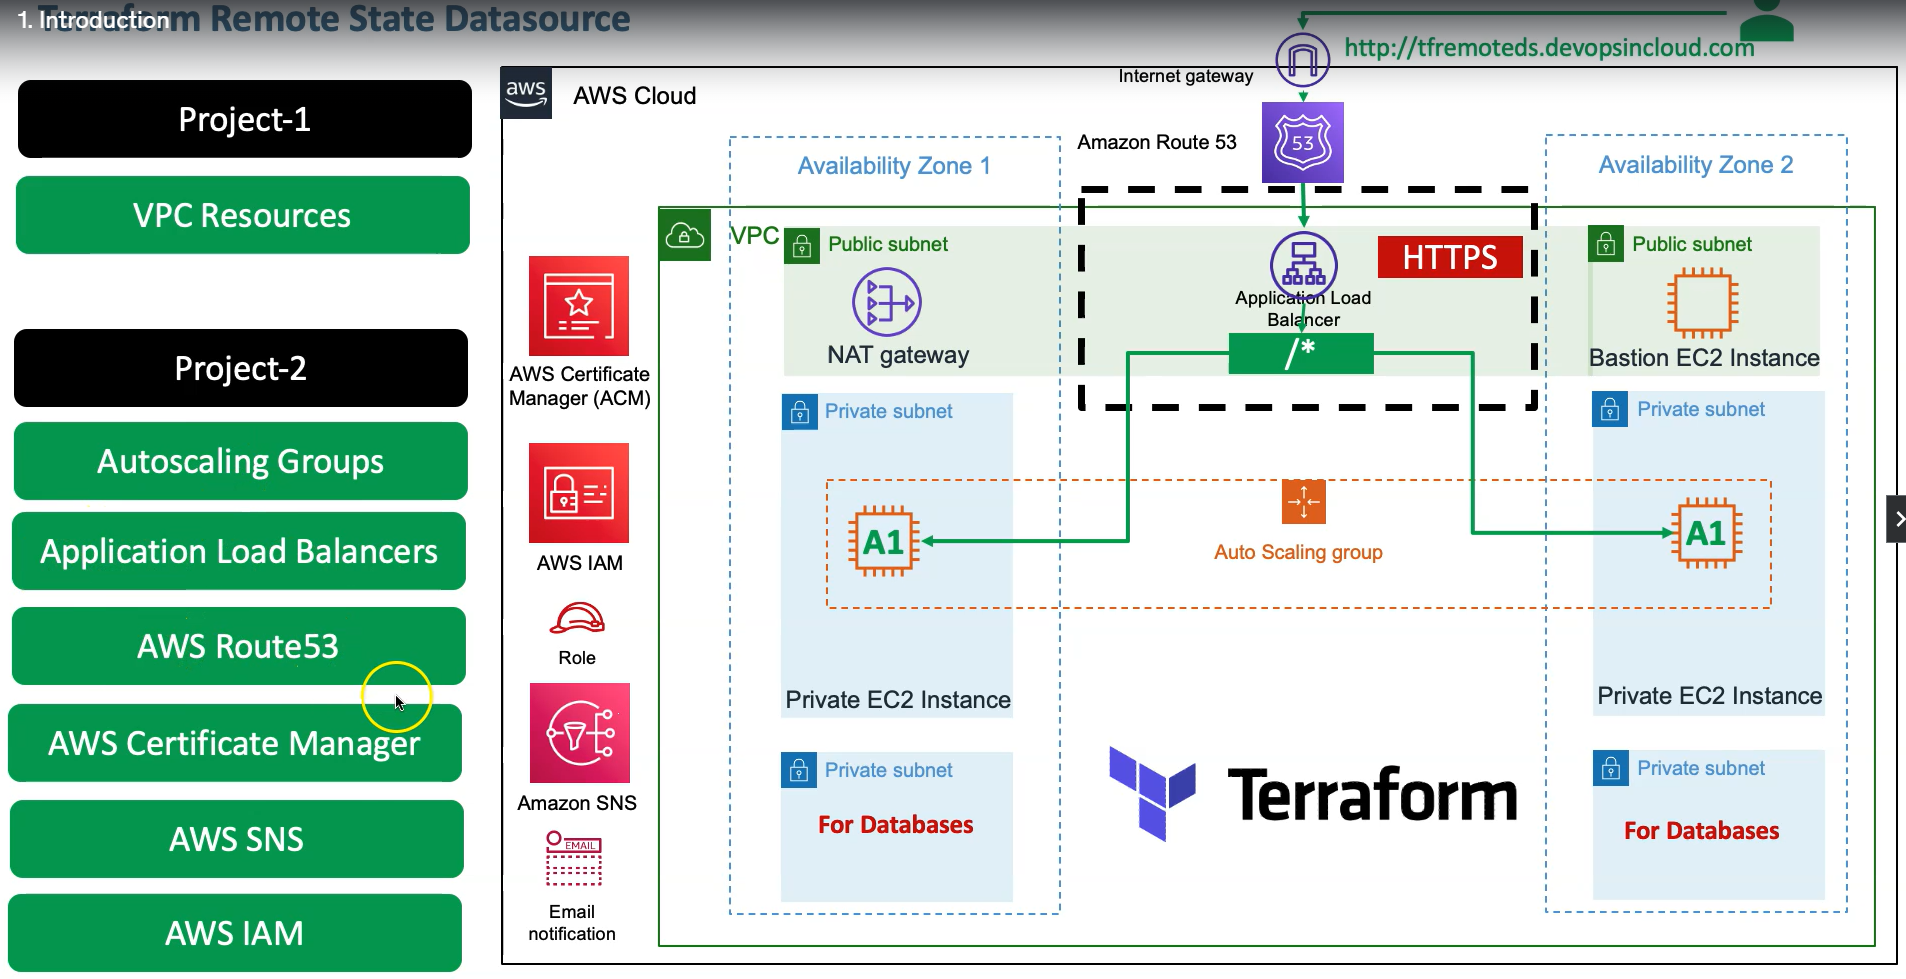 1. Introduction
Terraform Remote State Datasource
Project-1
VPC Resources
Project-2
Autoscaling Groups
Application Load Balancers
AWS Route53
AWS Certificate Manager
AWS SNS
AWS IAM
aws
AWS Cloud
http://tfremoteds.devopsincloud.com
Internet gateway
Amazon Route 53
53
Availability Zone 1
Availability Zone 2
VPC
Public subnet
NAT gateway
HTTPS
Application Load
Balancer
/*
Public subnet
Bastion EC2 Instance
AWS Certificate
Manager (ACM)
AWS IAM
Role
Amazon SNS
EMAIL
Email
notification
Private subnet
A1
Private EC2 Instance
Auto Scaling group
Private subnet
A1
Private EC2 Instance
Private subnet
For Databases
Terraform
Private subnet
For Databases